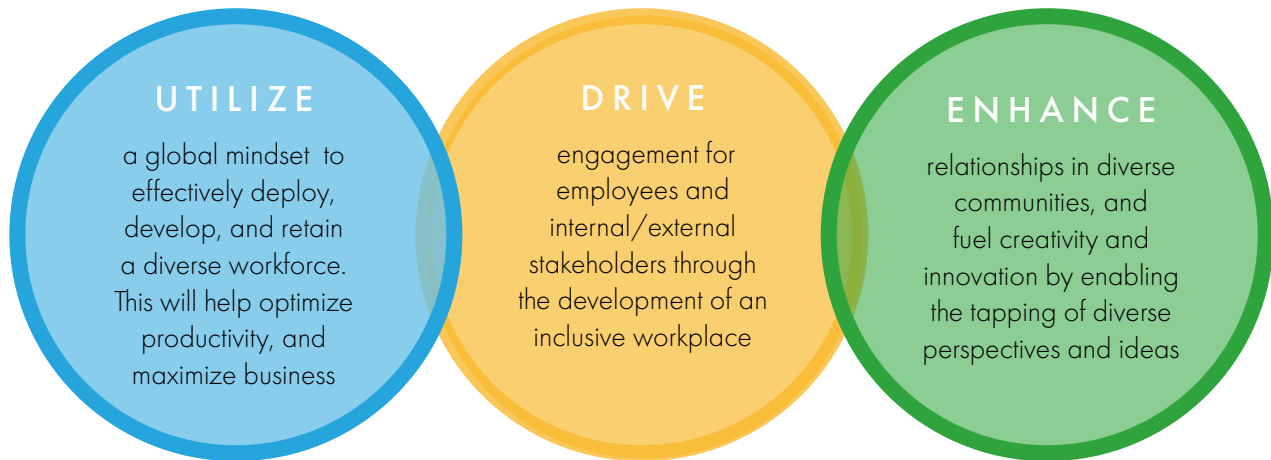 UTILIZE
a global mindset to
effectively deploy,
develop, and retain
a diverse workforce.
This will help optimize
productivity, and
maximize business
DRIVE
engagement for
employees and
internal/external
stakeholders through
the development of an
inclusive workplace
ENHANCE
relationships in diverse
communities, and
fuel creativity and
innovation by enabling
the tapping of diverse
perspectives and ideas